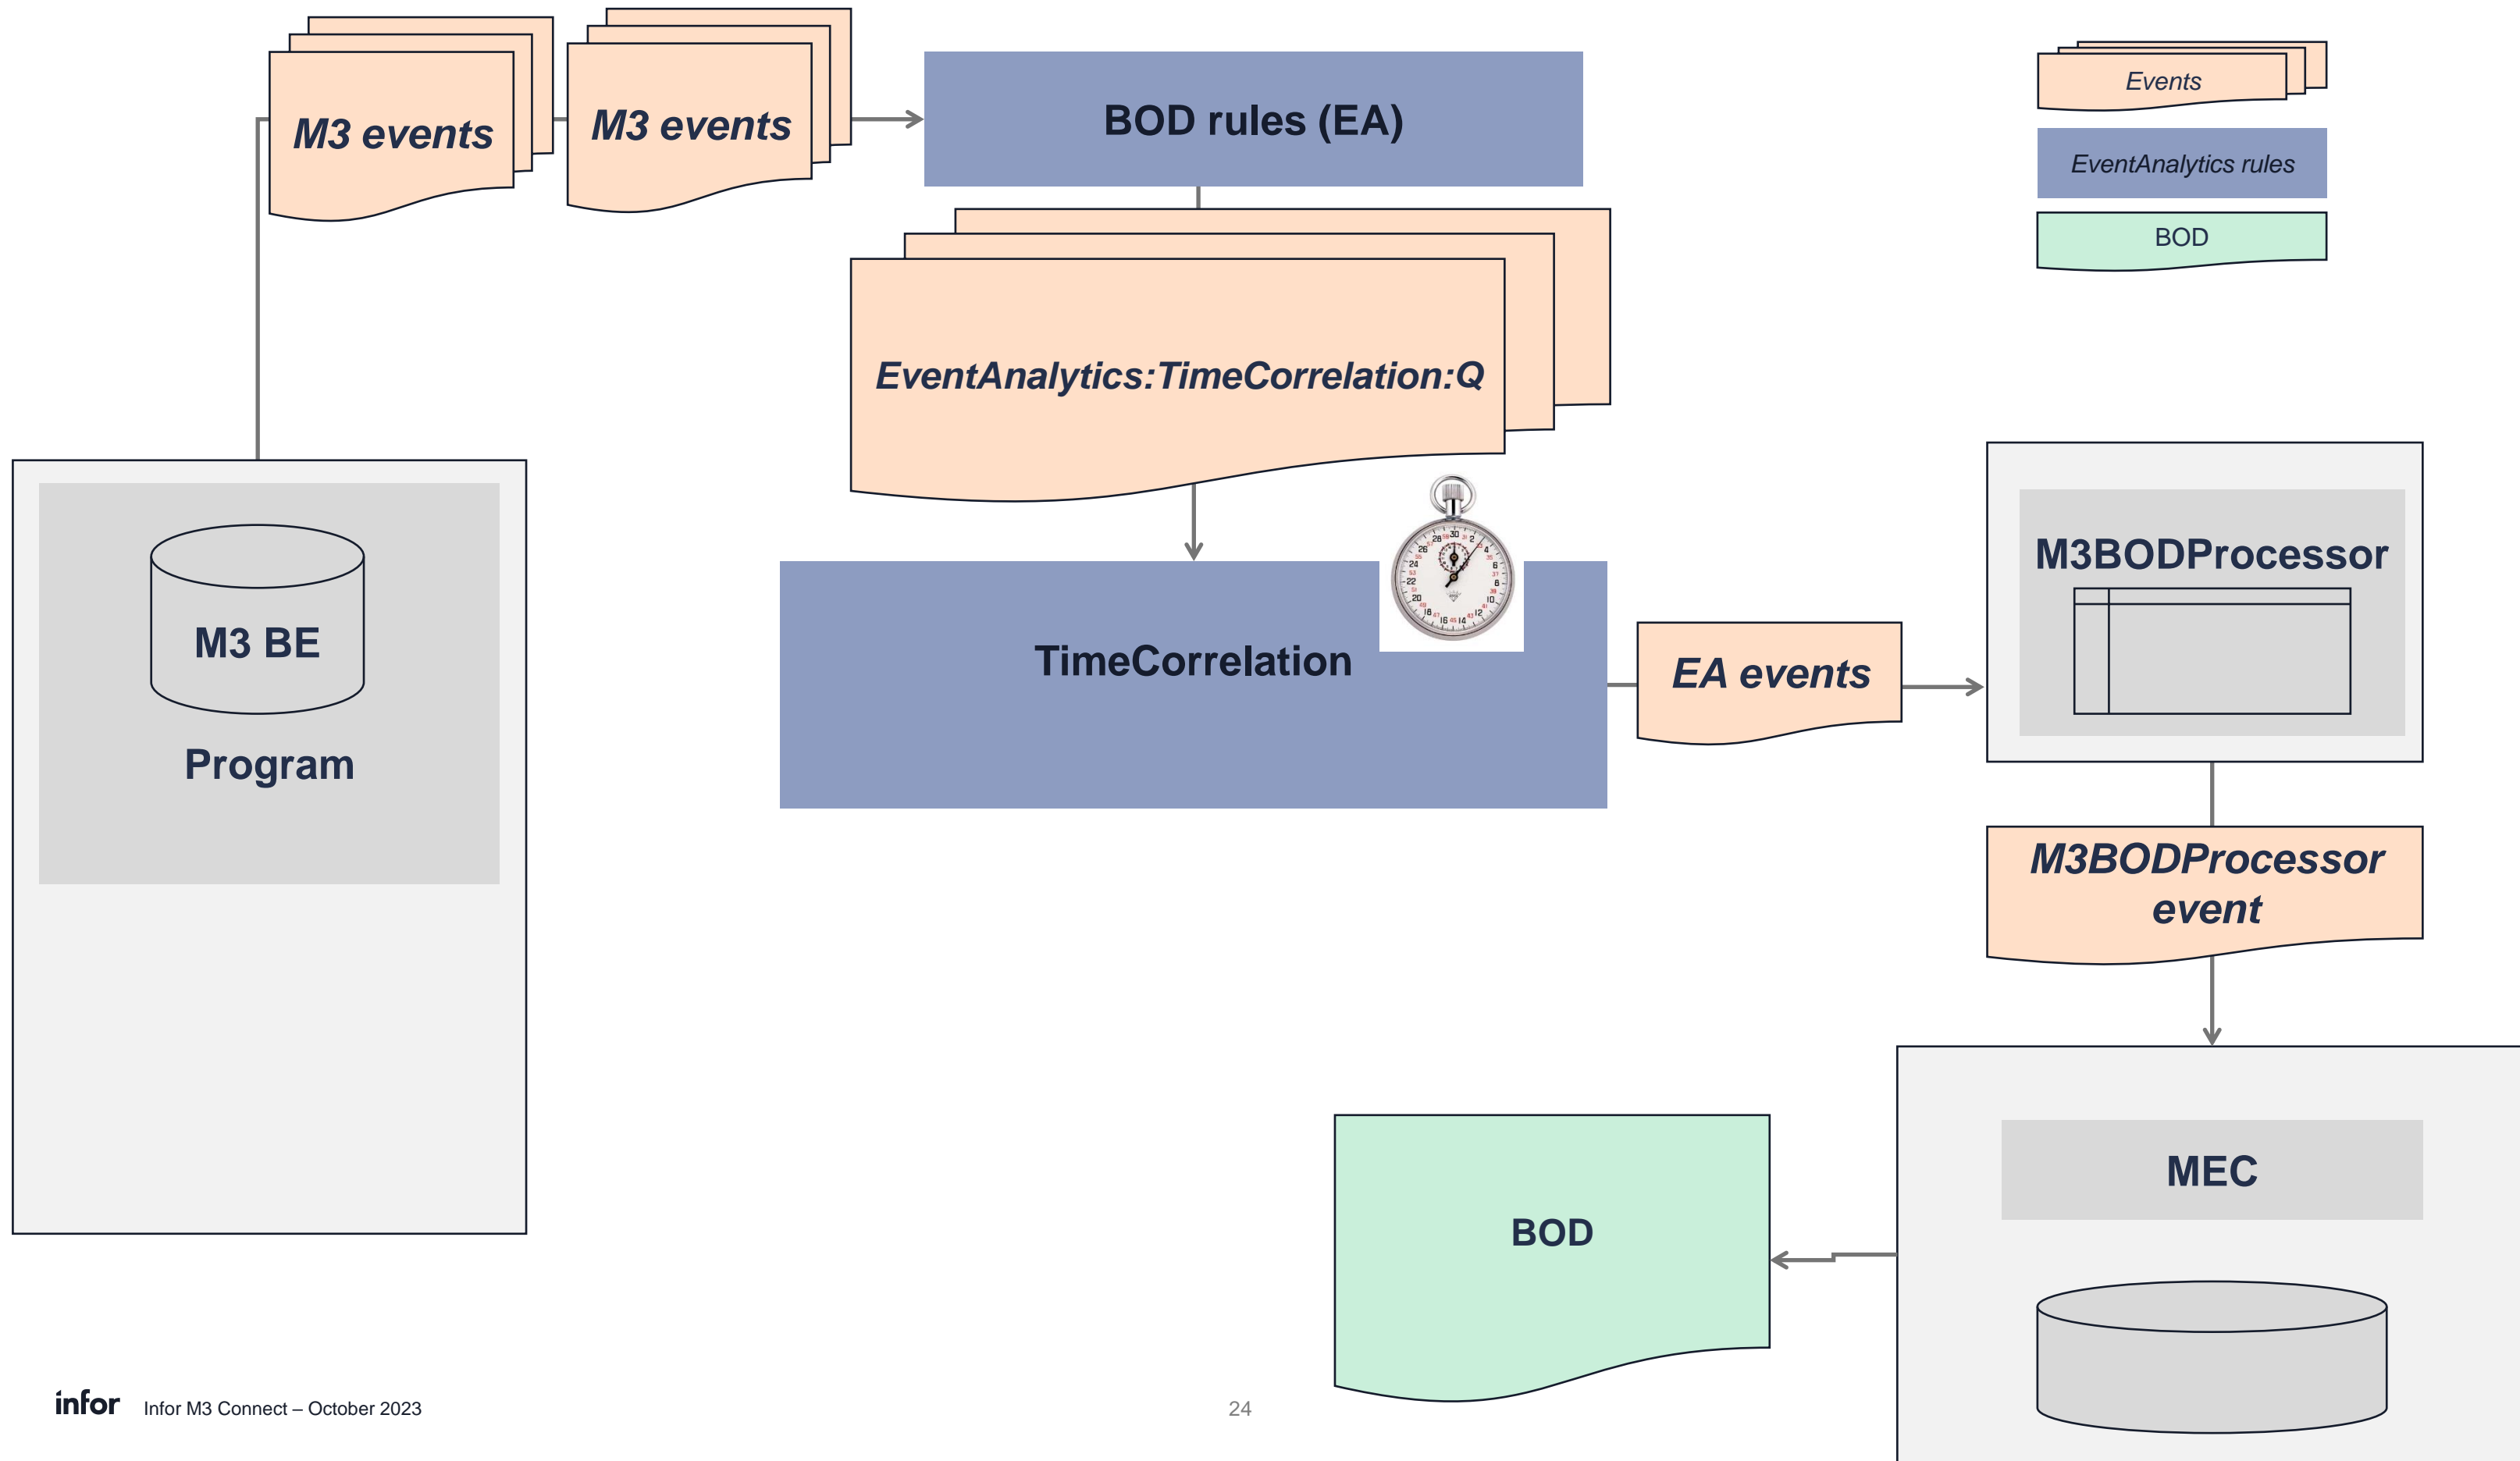 M3 events
M3 events
BOD rules (EA)
Events
EventAnalytics rules
BOD
EventAnalytics:TimeCorrelation:Q
M3 BE
Program
TimeCorrelation
EA events
M3BODProcessor
M3BODProcessor
event
MEC
BOD
infor
Infor M3 Connect – October 2023
24